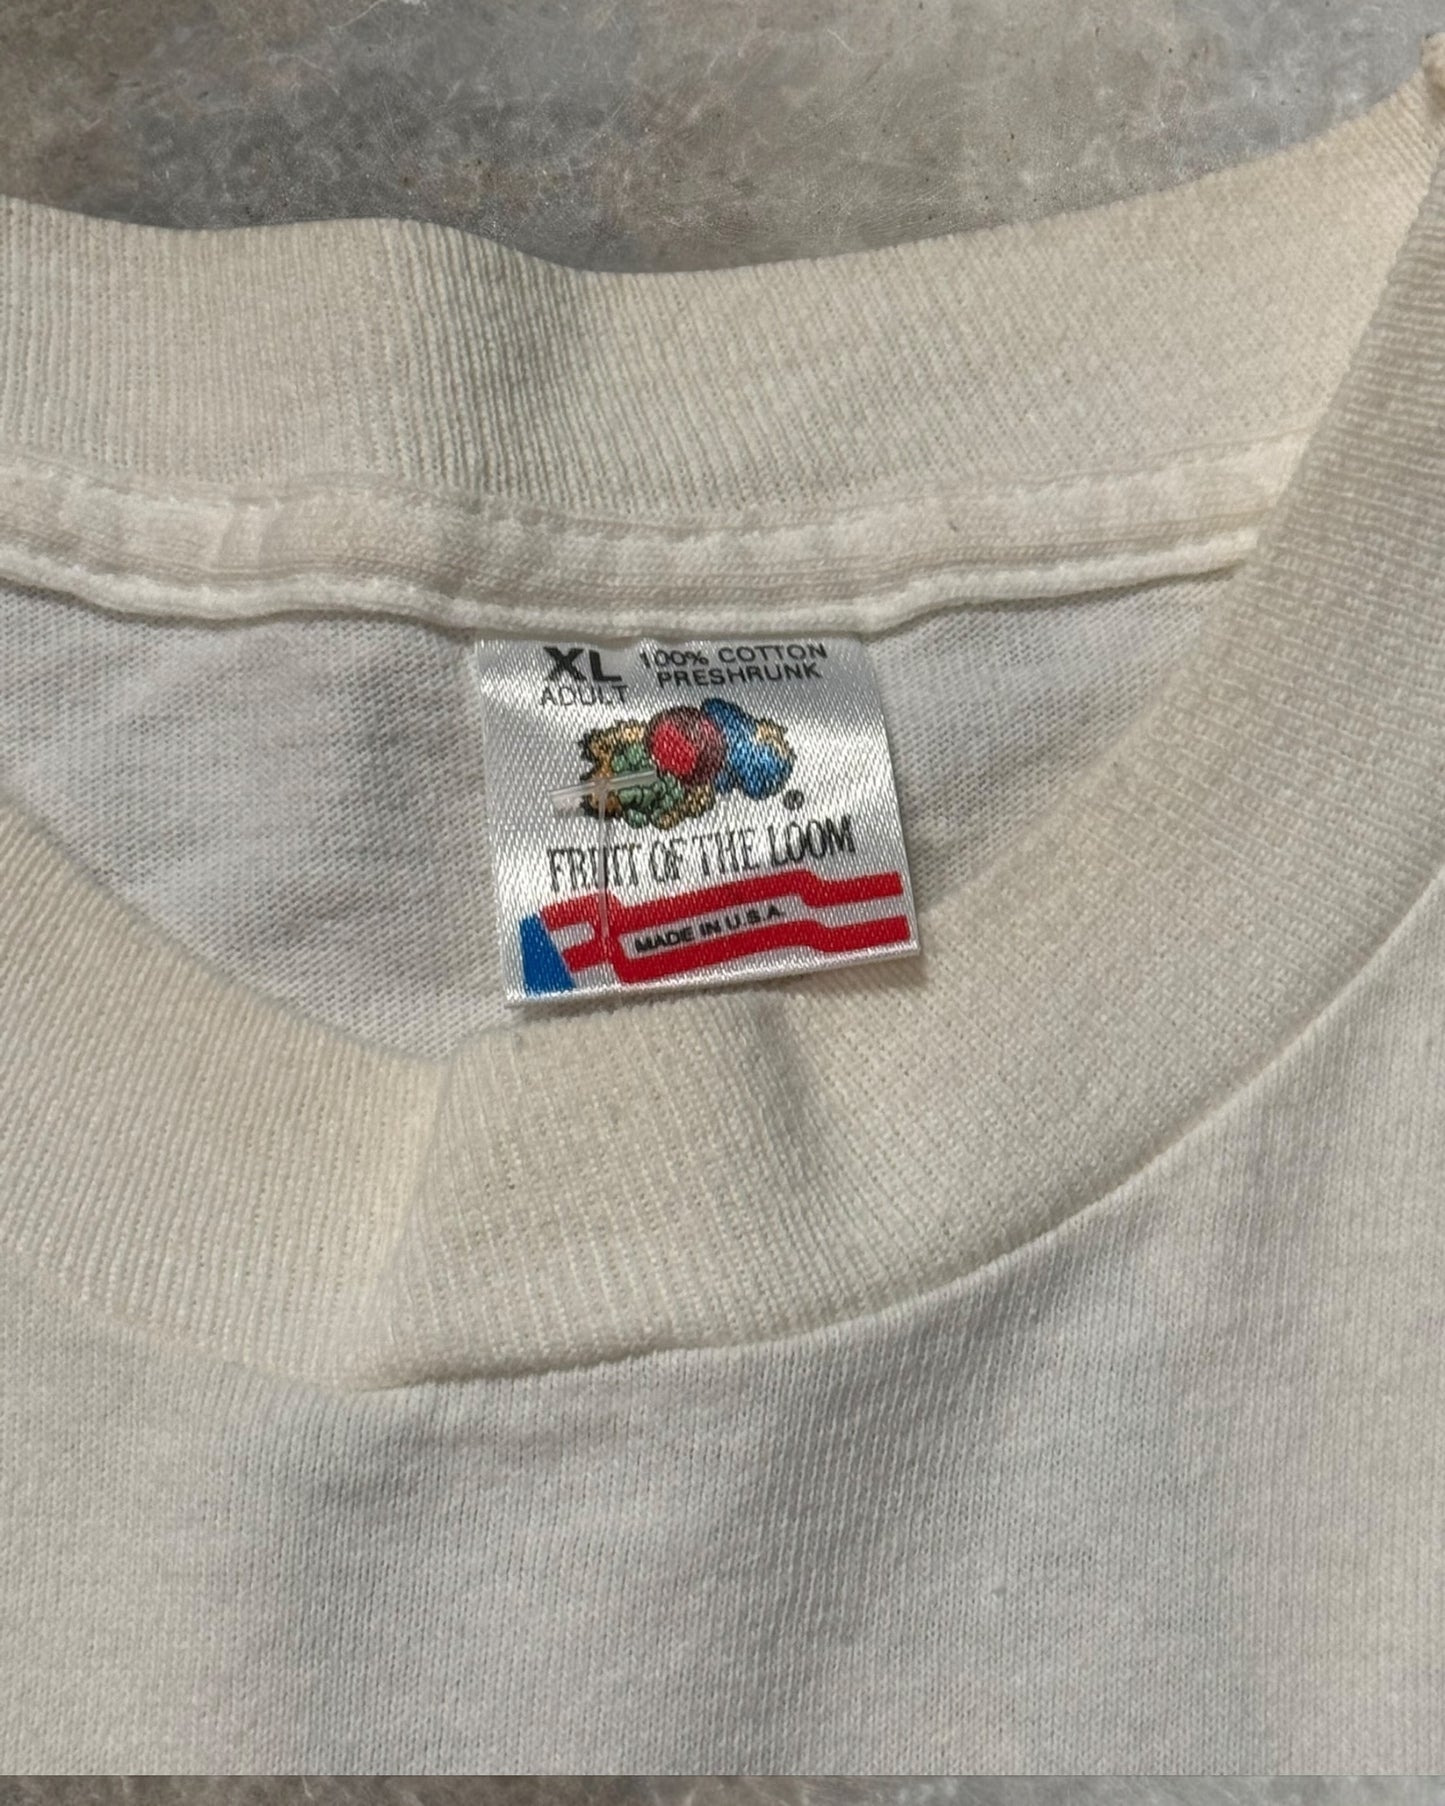 XL 100% COTTON
ADULT PRESHRUNK
®
FRUIT OF THE LOOM
MADE IN U.S.A.